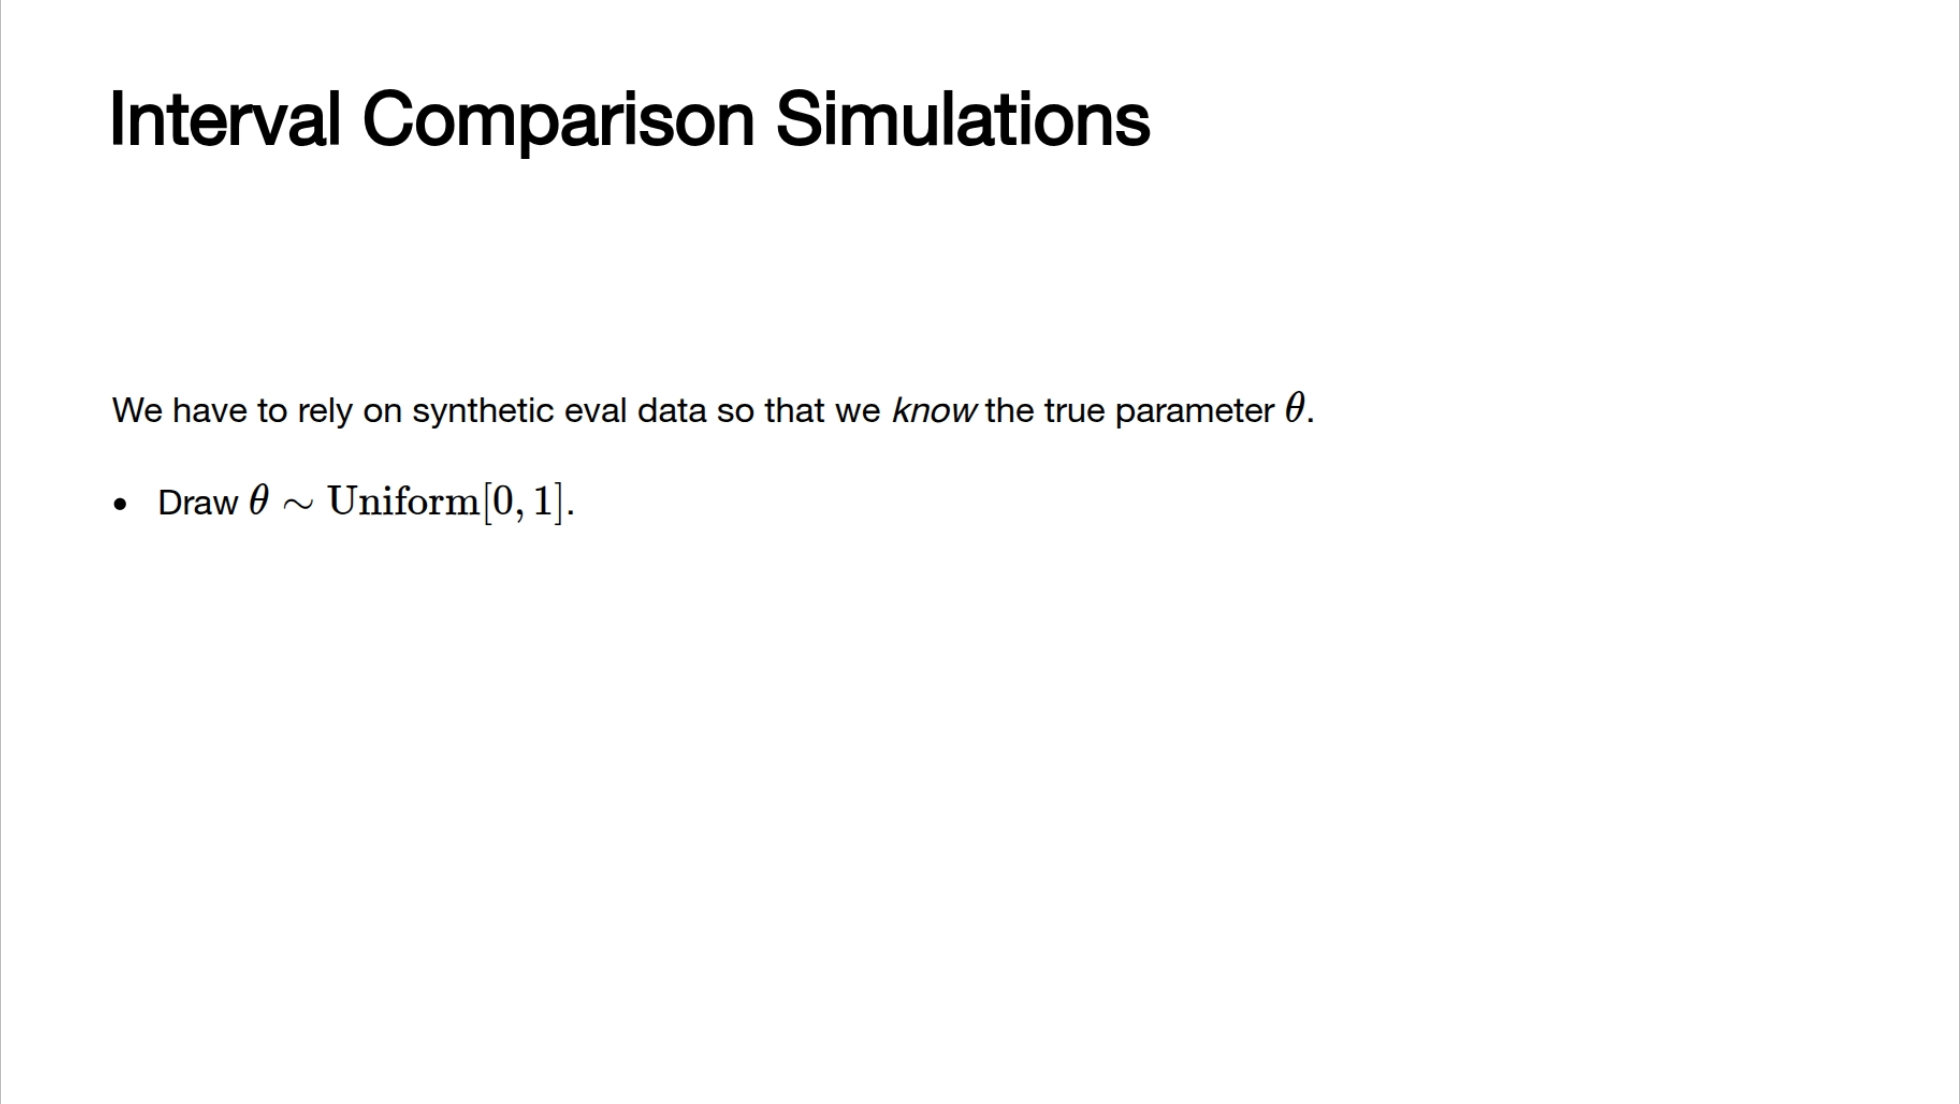 Interval Comparison Simulations
We have to rely on synthetic eval data so that we know the true parameter θ.
• Draw θ ∼ Uniform[0, 1].